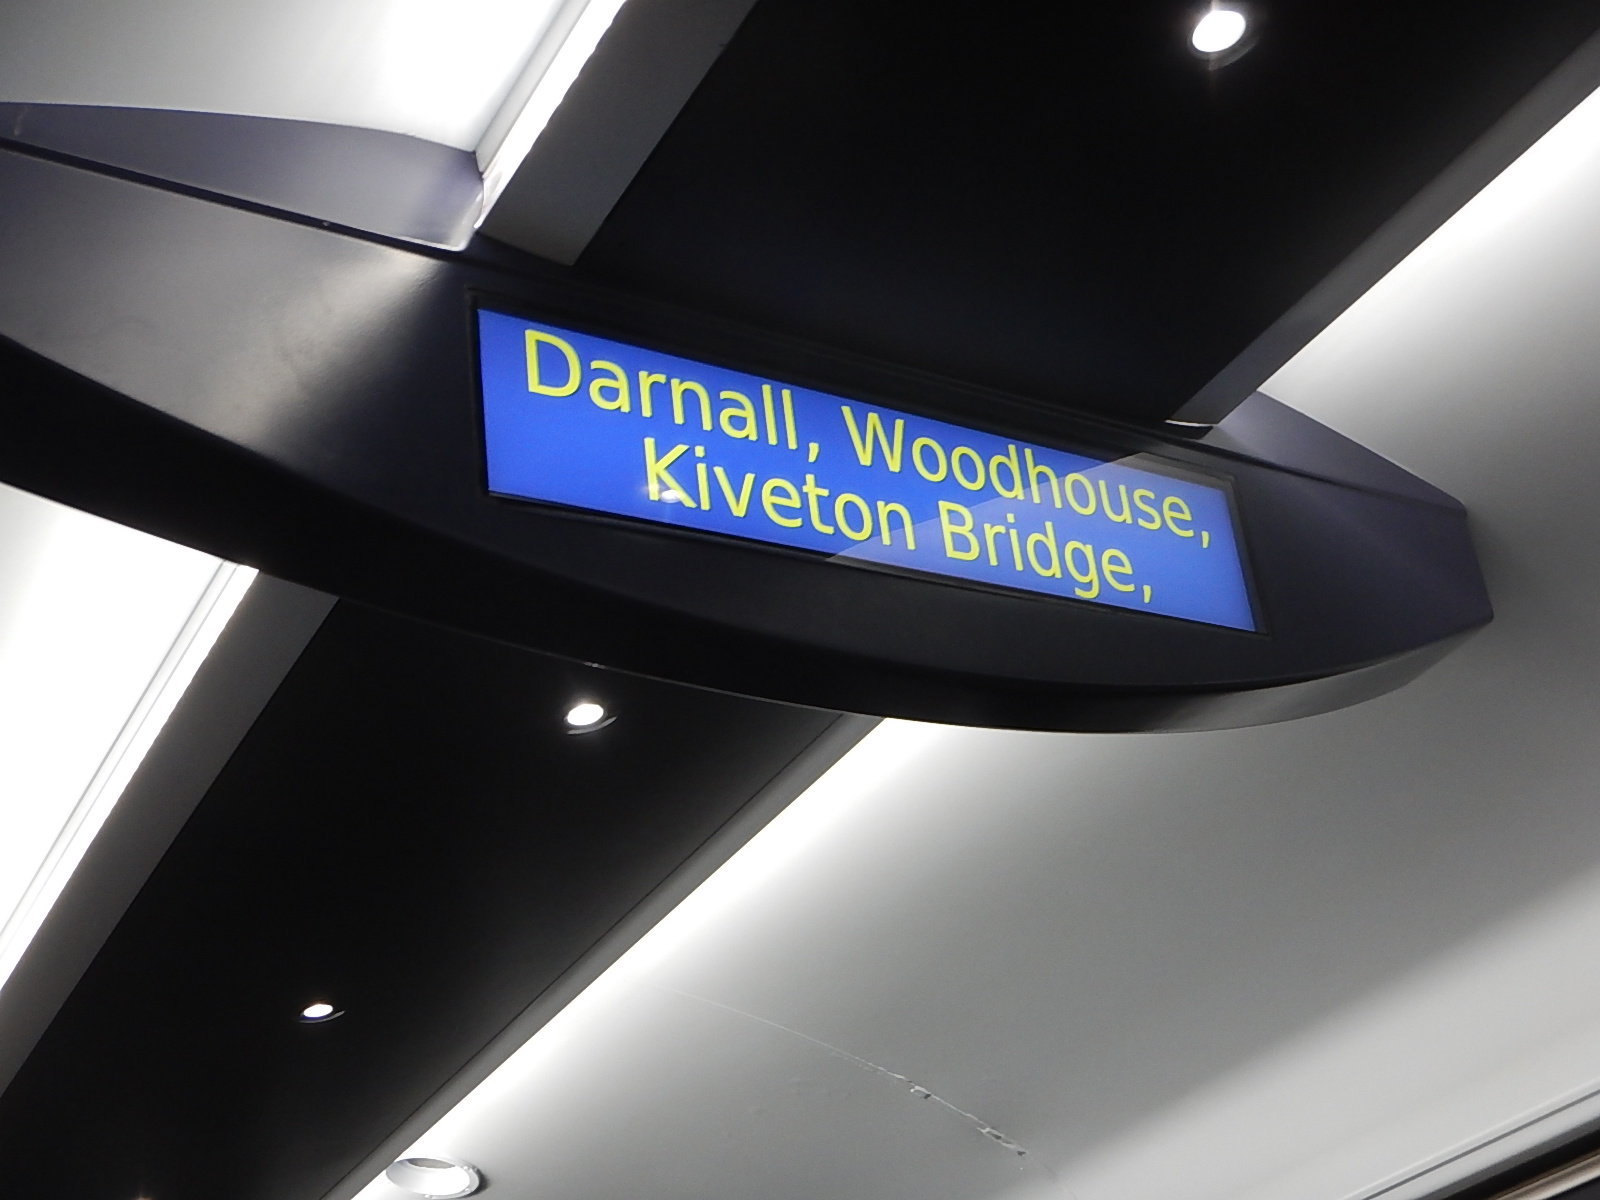 Darnall, Woodhouse,
Kiveton Bridge,